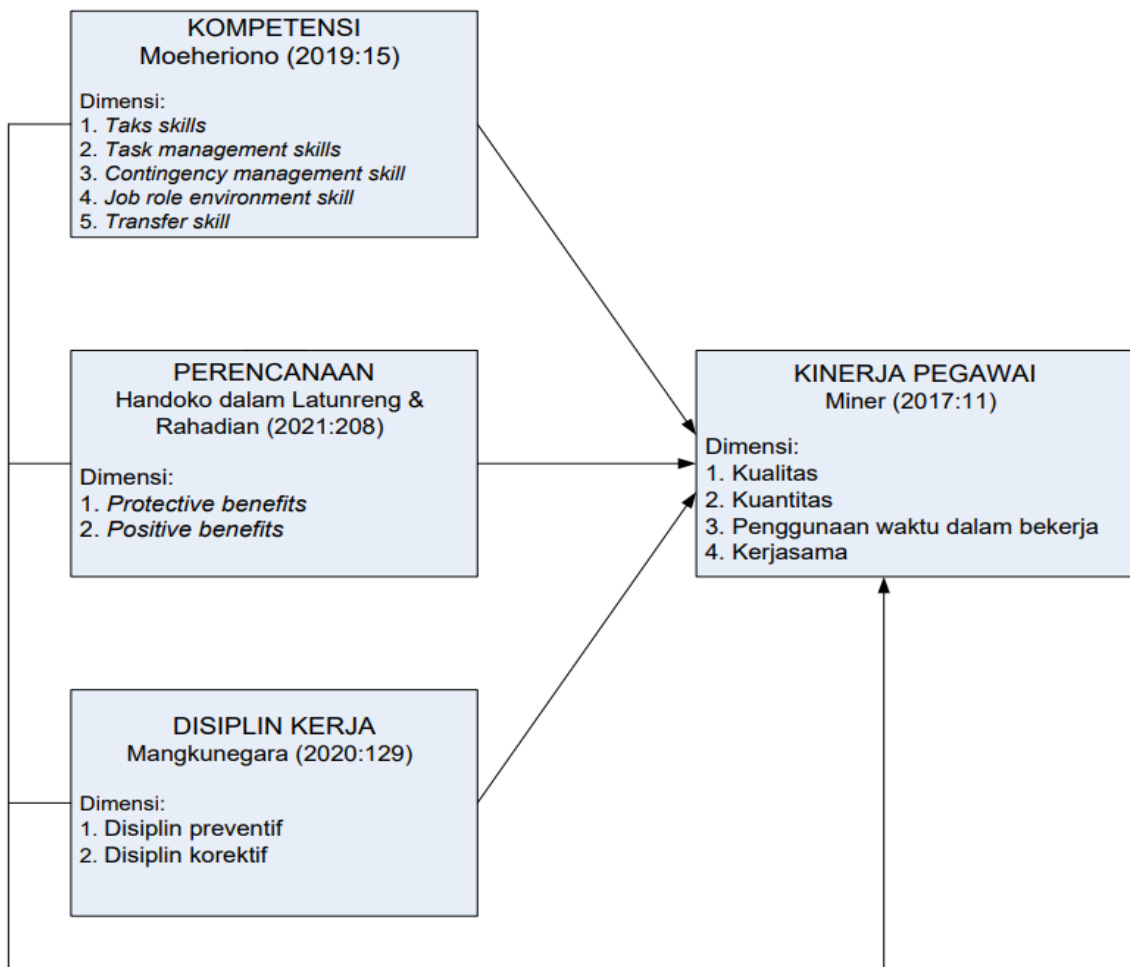 KOMPETENSI
Moeheriono (2019:15)
Dimensi:
1. Taks skills
2. Task management skills
3. Contingency management skill
4. Job role environment skill
5. Transfer skill
PERENCANAAN
Handoko dalam Latunreng &
Rahadian (2021:208)
Dimensi:
1. Protective benefits
2. Positive benefits
KINERJA PEGAWAI
Miner (2017:11)
Dimensi:
1. Kualitas
2. Kuantitas
3. Penggunaan waktu dalam bekerja
4. Kerjasama
DISIPLIN KERJA
Mangkunegara (2020:129)
Dimensi:
1. Disiplin preventif
2. Disiplin korektif